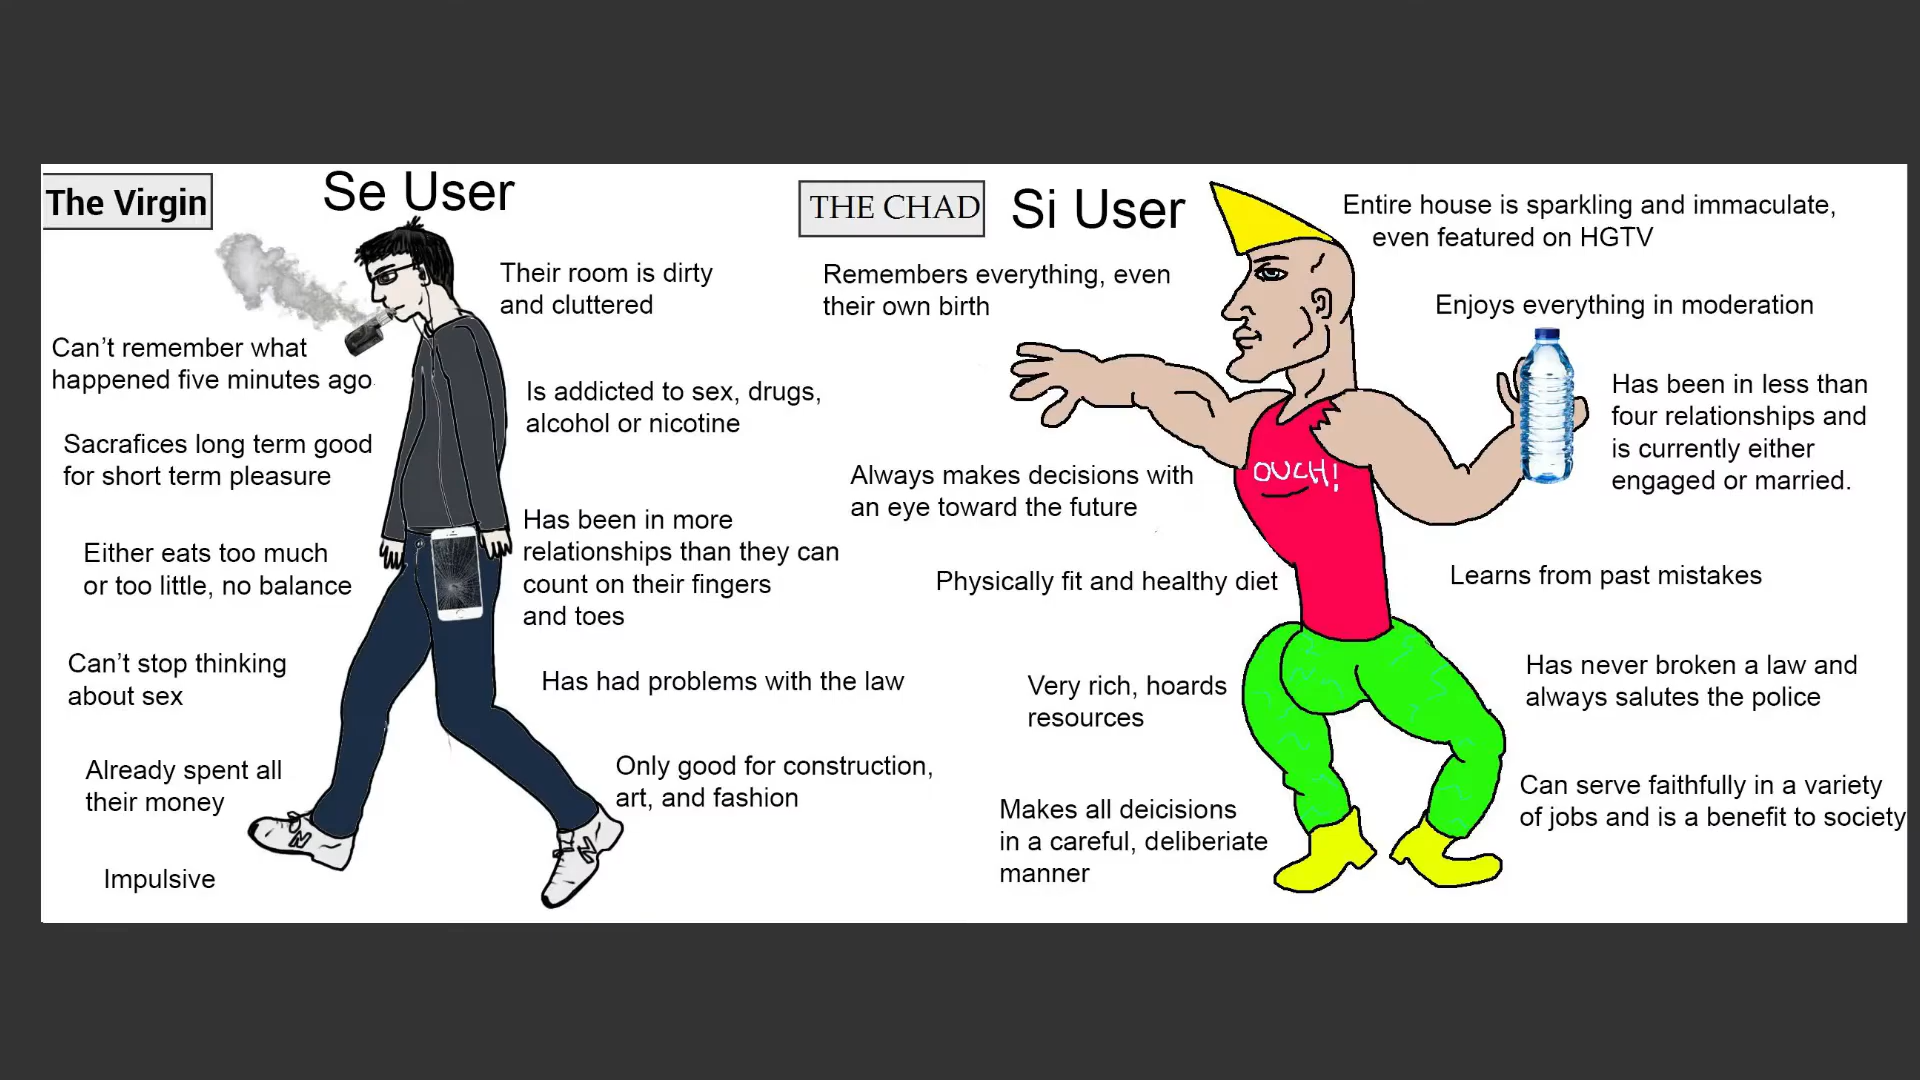 The Virgin
Se User
Their room is dirty
and cluttered
Can't remember what
happened five minutes ago
Is addicted to sex, drugs,
alcohol or nicotine
Sacrafices long term good
for short term pleasure
Has been in more
relationships than they can
count on their fingers
and toes
Either eats too much
or too little, no balance
Can't stop thinking
about sex
Has had problems with the law
Already spent all
their money
Only good for construction,
art, and fashion
Impulsive
N
N
THE CHAD
Si User
Entire house is sparkling and immaculate,
even featured on HGTV
Remembers everything, even
their own birth
Enjoys everything in moderation
Has been in less than
four relationships and
is currently either
engaged or married.
OUCH!
Always makes decisions with
an eye toward the future
Physically fit and healthy diet
Learns from past mistakes
Very rich, hoards
resources
Has never broken a law and
always salutes the police
Makes all deicisions
in a careful, deliberiate
manner
Can serve faithfully in a variety
of jobs and is a benefit to society